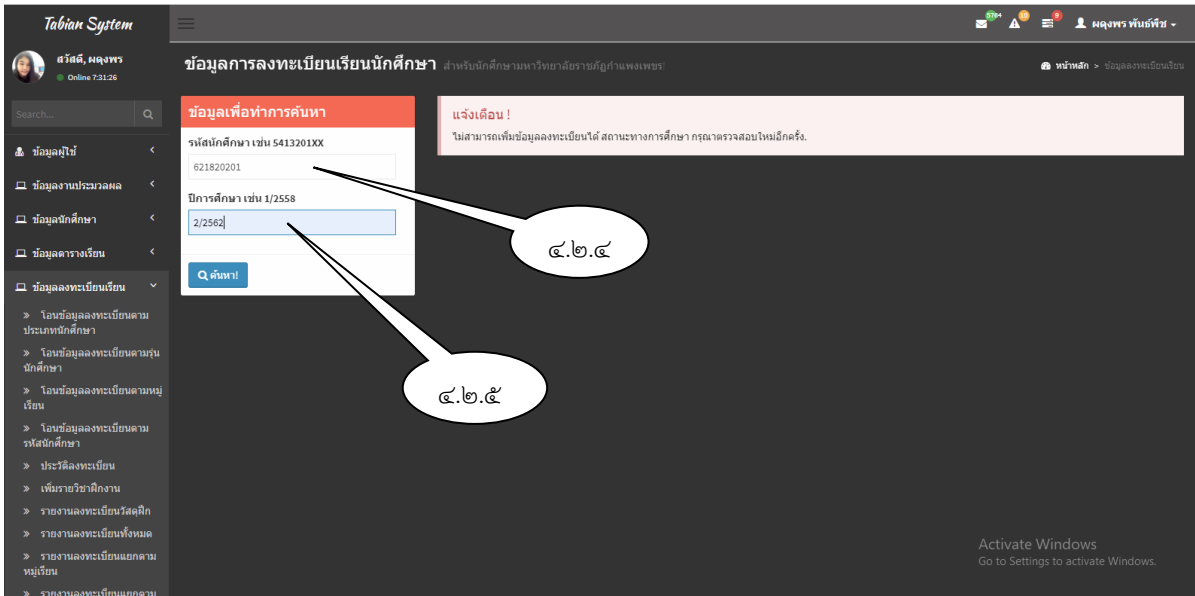 Tabian System
5764
10
9
ผดุงพร พันธ์พืช
สวัสดี, ผดุงพร
Online 7:31:26
ข้อมูลการลงทะเบียนเรียนนักศึกษา สำหรับนักศึกษามหาวิทยาลัยราชภัฏกำแพงเพชร!
หน้าหลัก > ข้อมูลลงทะเบียนเรียน
Search...
ข้อมูลผู้ใช้
ข้อมูลงานประมวลผล
ข้อมูลนักศึกษา
ข้อมูลตารางเรียน
ข้อมูลลงทะเบียนเรียน
» โอนข้อมูลลงทะเบียนตาม
ประเภทนักศึกษา
» โอนข้อมูลลงทะเบียนตามรุ่น
นักศึกษา
» โอนข้อมูลลงทะเบียนตามหมู่
เรียน
» โอนข้อมูลลงทะเบียนตาม
รหัสนักศึกษา
» ประวัติลงทะเบียน
» เพิ่มรายวิชาฝึกงาน
» รายงานลงทะเบียนวัสดุฝึก
» รายงานลงทะเบียนทั้งหมด
» รายงานลงทะเบียนแยกตาม
หมู่เรียน
» รายงานลงทะเบียนแยกตาม
ข้อมูลเพื่อทำการค้นหา
รหัสนักศึกษา เช่น 5413201XX
621820201
ปีการศึกษา เช่น 1/2558
2/2562
ค้นหา!
แจ้งเตือน !
ไม่สามารถเพิ่มข้อมูลลงทะเบียนได้ สถานะทางการศึกษา กรุณาตรวจสอบใหม่อีกครั้ง.
๔.๒.๔
๔.๒.๕
Activate Windows
Go to Settings to activate Windows.